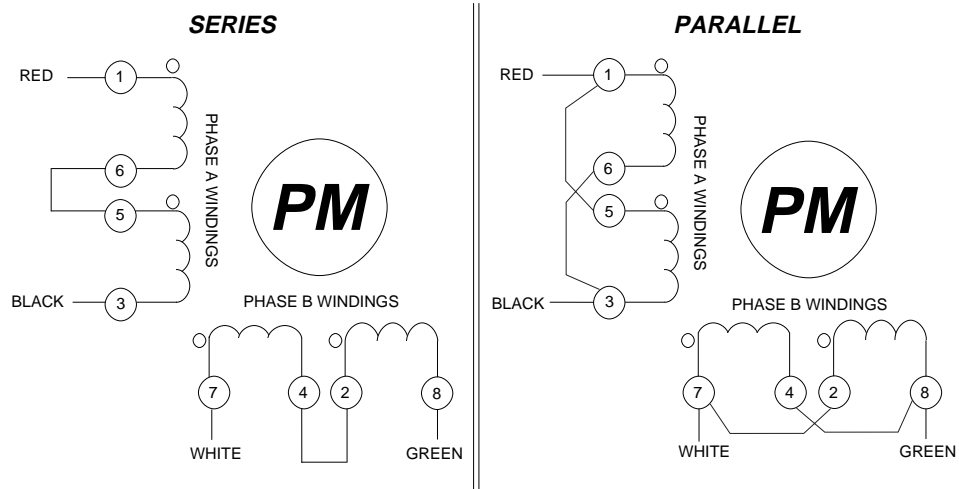 SERIES
RED
1
PHASE A WINDINGS
6
5
PM
BLACK
3
PHASE B WINDINGS
7
4
2
8
WHITE
GREEN
PARALLEL
RED
1
PHASE A WINDINGS
6
5
PM
BLACK
3
PHASE B WINDINGS
7
4
2
8
WHITE
GREEN